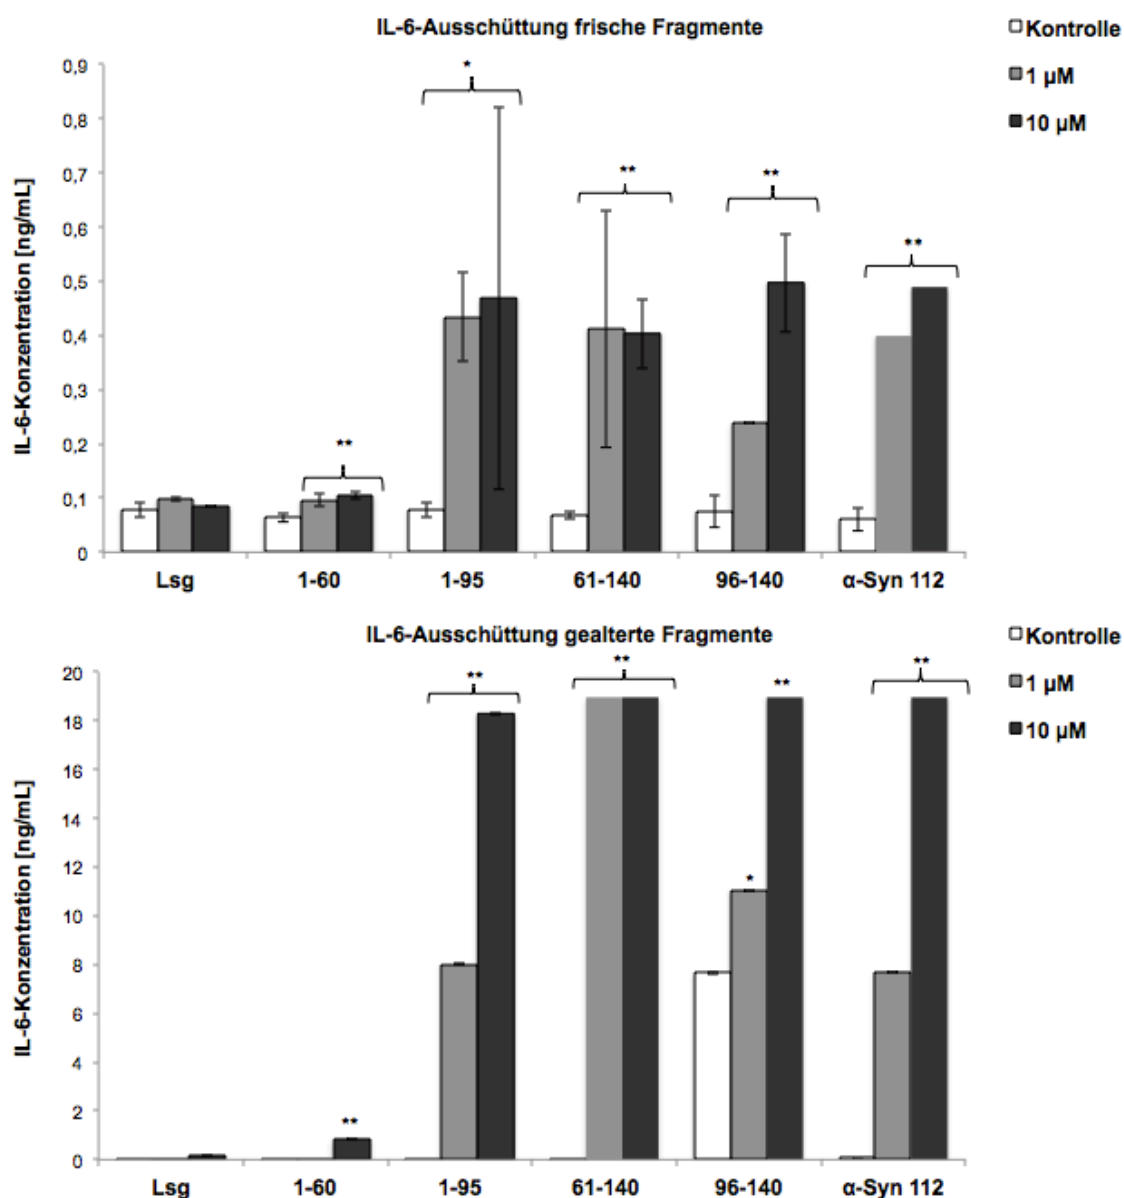 IL-6-Ausschüttung frische Fragmente
Kontrolle
1 µM
10 µM
IL-6-Konzentration [ng/mL]
0,9
0,8
0,7
0,6
0,5
0,4
0,3
0,2
0,1
0
*
**
**
**
**
Lsg 1-60 1-95 61-140 96-140 α-Syn 112
IL-6-Ausschüttung gealterte Fragmente
Kontrolle
1 µM
10 µM
IL-6-Konzentration [ng/mL]
20
18
16
14
12
10
8
6
4
2
0
**
**
**
**
*
**
Lsg 1-60 1-95 61-140 96-140 α-Syn 112